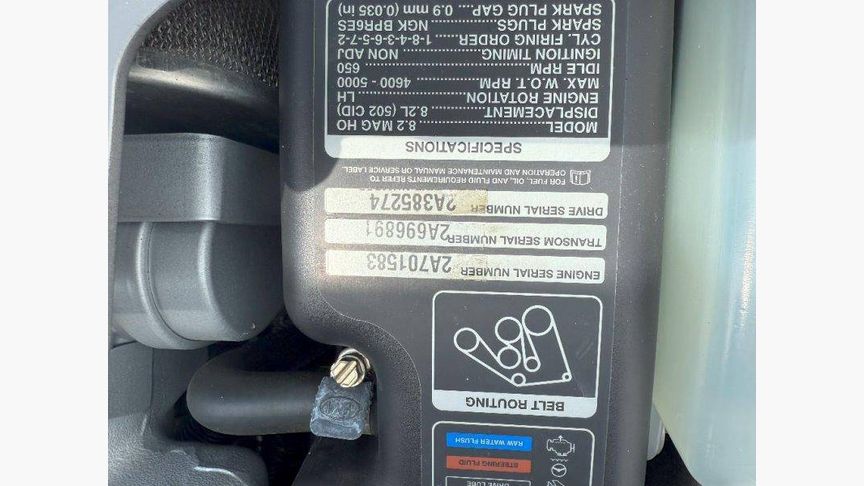 DRIVE LUBE
STEERING FLUID
RAW WATER FLUSH
BELT ROUTING
ENGINE SERIAL NUMBER 2A701583
TRANSOM SERIAL NUMBER 2A696891
DRIVE SERIAL NUMBER 2A385274
FOR FUEL, OIL, AND FLUID REQUIREMENTS REFER TO
OPERATION AND MAINTENANCE MANUAL OR SERVICE LABEL.
SPECIFICATIONS
MODEL 8.2 MAG HO
DISPLACEMENT 8.2L (502 CID)
ENGINE ROTATION LH
MAX. W.O.T. RPM 4600 - 5000
IDLE RPM 650
IGNITION TIMING NON ADJ
CYL. FIRING ORDER 1-8-4-3-6-5-7-2
SPARK PLUGS NGK BPR6ES
SPARK PLUG GAP 0.9 mm (0.035 in)